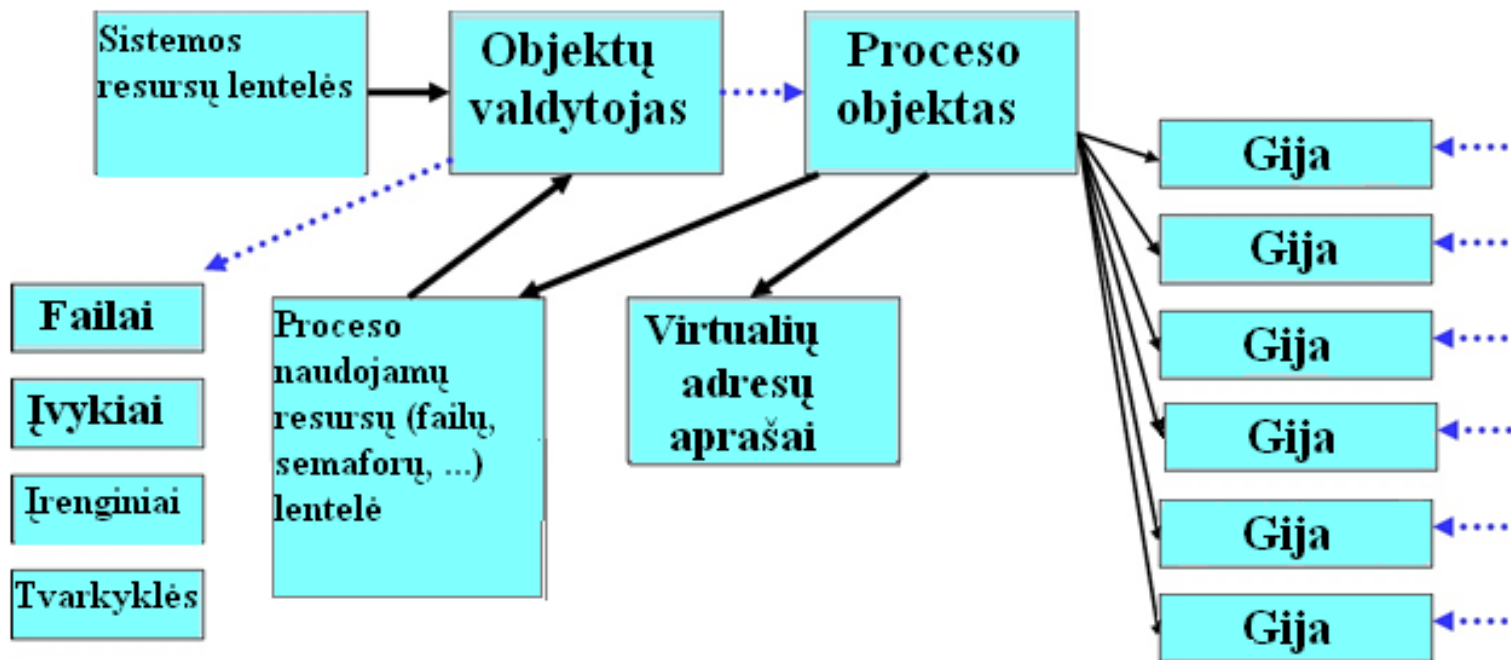 Sistemos
resursų lentelės
Objektų
valdytojas
Proceso
objektas
Gija
Gija
Gija
Gija
Gija
Gija
Failai
Įvykiai
Įrenginiai
Tvarkyklės
Proceso
naudojamų
resursų (failų,
semaforų, ...)
lentelė
Virtualių
adresų
aprašai